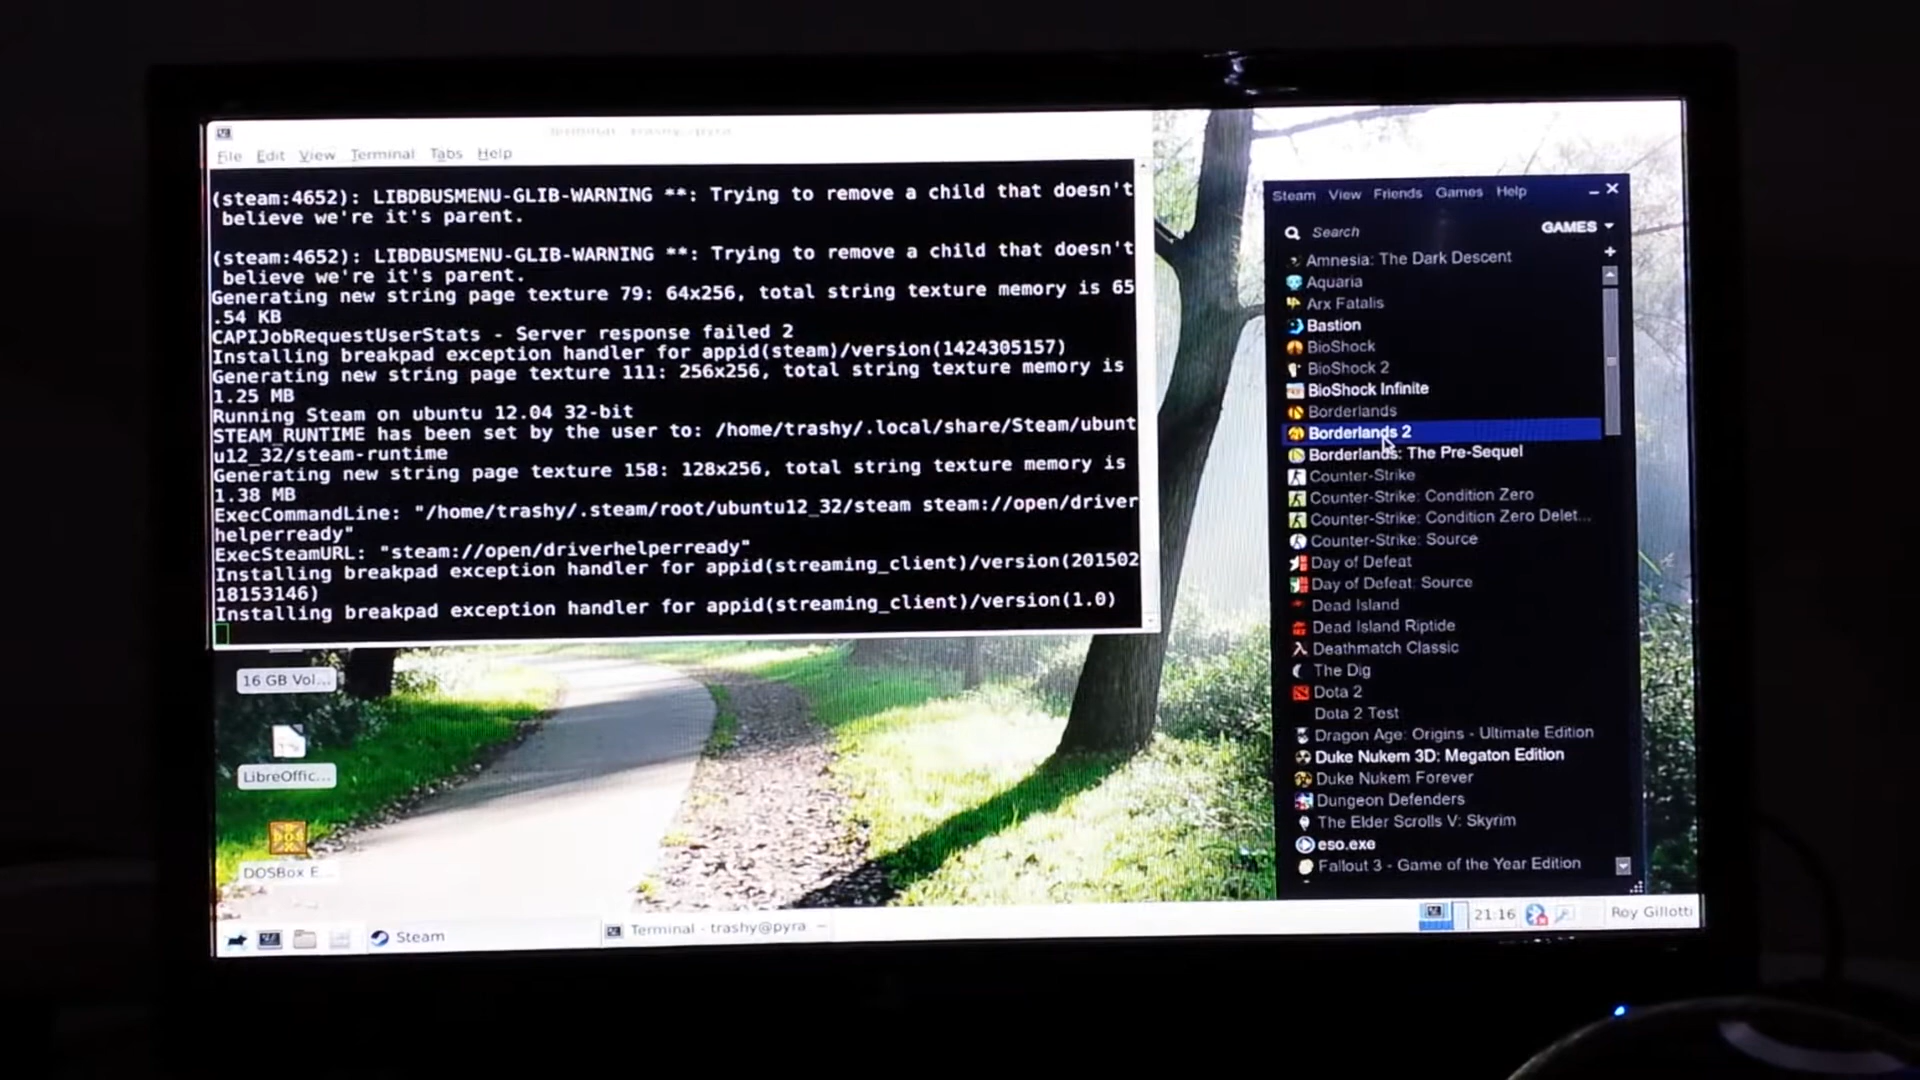 Terminal - trashy@pyra
File Edit View Terminal Tabs Help
(steam:4652): LIBDBUSMENU-GLIB-WARNING **: Trying to remove a child that doesn't
believe we're it's parent.
(steam:4652): LIBDBUSMENU-GLIB-WARNING **: Trying to remove a child that doesn't
believe we're it's parent.
Generating new string page texture 79: 64x256, total string texture memory is 65
.54 KB
CAPIJobRequestUserStats - Server response failed 2
Installing breakpad exception handler for appid(steam)/version(1424305157)
Generating new string page texture 111: 256x256, total string texture memory is
1.25 MB
Running Steam on ubuntu 12.04 32-bit
STEAM_RUNTIME has been set by the user to: /home/trashy/.local/share/Steam/ubunt
u12_32/steam-runtime
Generating new string page texture 158: 128x256, total string texture memory is
1.38 MB
ExecCommandLine: "/home/trashy/.steam/root/ubuntu12_32/steam steam://open/driver
helperready"
ExecSteamURL: "steam://open/driverhelperready"
Installing breakpad exception handler for appid(streaming_client)/version(201502
18153146)
Installing breakpad exception handler for appid(streaming_client)/version(1.0)
16 GB Vol...
LibreOffic...
DOSBox E...
Steam View Friends Games Help
Search GAMES
Amnesia: The Dark Descent
Aquaria
Arx Fatalis
Bastion
BioShock
BioShock 2
BioShock Infinite
Borderlands
Borderlands 2
Borderlands: The Pre-Sequel
Counter-Strike
Counter-Strike: Condition Zero
Counter-Strike: Condition Zero Delet...
Counter-Strike: Source
Day of Defeat
Day of Defeat: Source
Dead Island
Dead Island Riptide
Deathmatch Classic
The Dig
Dota 2
Dota 2 Test
Dragon Age: Origins - Ultimate Edition
Duke Nukem 3D: Megaton Edition
Duke Nukem Forever
Dungeon Defenders
The Elder Scrolls V: Skyrim
eso.exe
Fallout 3 - Game of the Year Edition
Steam
Terminal - trashy@pyra
21:16
Roy Gillotti